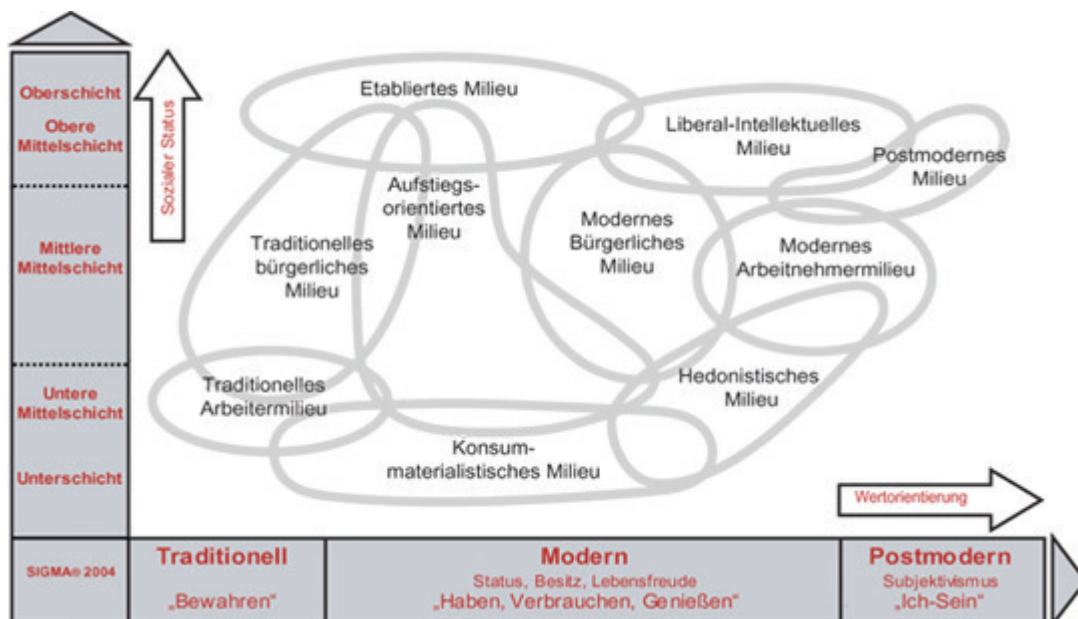 Oberschicht
Obere
Mittelschicht
Mittlere
Mittelschicht
Untere
Mittelschicht
Unterschicht
Sozialer Status
Etabliertes Milieu
Liberal-Intellektuelles
Milieu
Postmodernes
Milieu
Aufstiegs-
orientiertes
Milieu
Traditionelles
bürgerliches
Milieu
Modernes
Bürgerliches
Milieu
Modernes
Arbeitnehmermilieu
Traditionelles
Arbeitermilieu
Hedonistisches
Milieu
Konsum-
materialistisches Milieu
Wertorientierung
SIGMA® 2004
Traditionell
„Bewahren“
Modern
Status, Besitz, Lebensfreude
„Haben, Verbrauchen, Genießen“
Postmodern
Subjektivismus
„Ich-Sein“